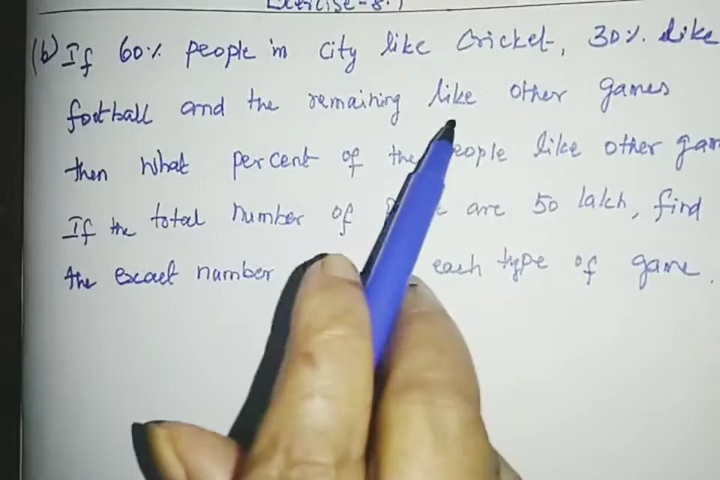 Exercise-8.1
(b) If 60% people in city like Cricket, 30% like
football and the remaining like other games
then what percent of the people like other gam
If the total number of are 50 lakh, find
the exact number each type of game.